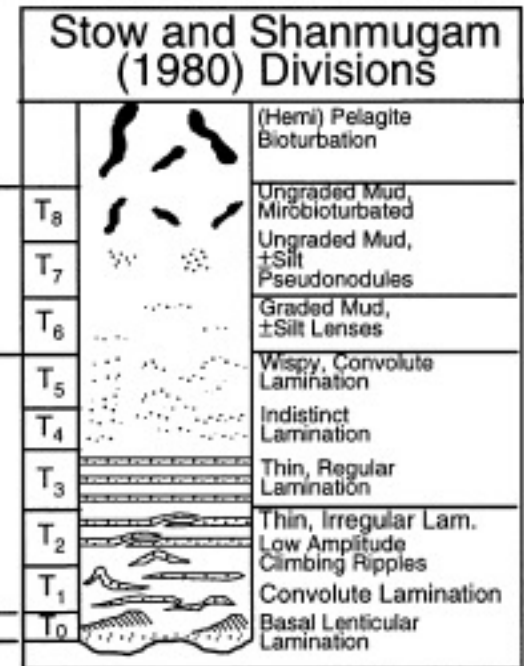 Stow and Shanmugam
(1980) Divisions
(Hemi) Pelagite
Bioturbation
T8
Ungraded Mud,
Mirobioturbated
T7
Ungraded Mud,
±Silt
Pseudonodules
T6
Graded Mud,
±Silt Lenses
T5
Wispy, Convolute
Lamination
T4
Indistinct
Lamination
T3
Thin, Regular
Lamination
T2
Thin, Irregular Lam.
Low Amplitude
Climbing Ripples
T1
Convolute Lamination
T0
Basal Lenticular
Lamination